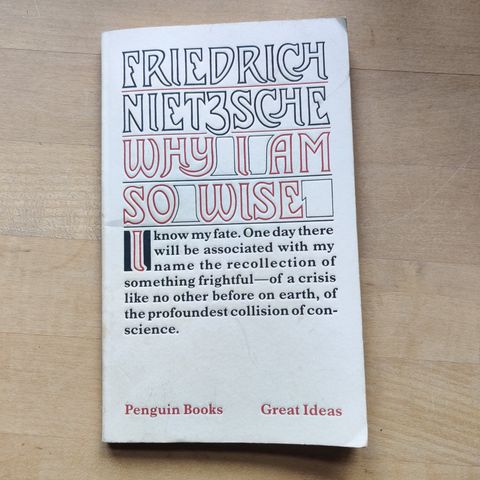 FRIEDRICH
NIETZSCHE
WHY I AM
SO WISE
I know my fate. One day there
will be associated with my
name the recollection of
something frightful—of a crisis
like no other before on earth, of
the profoundest collision of con-
science.
Penguin Books Great Ideas